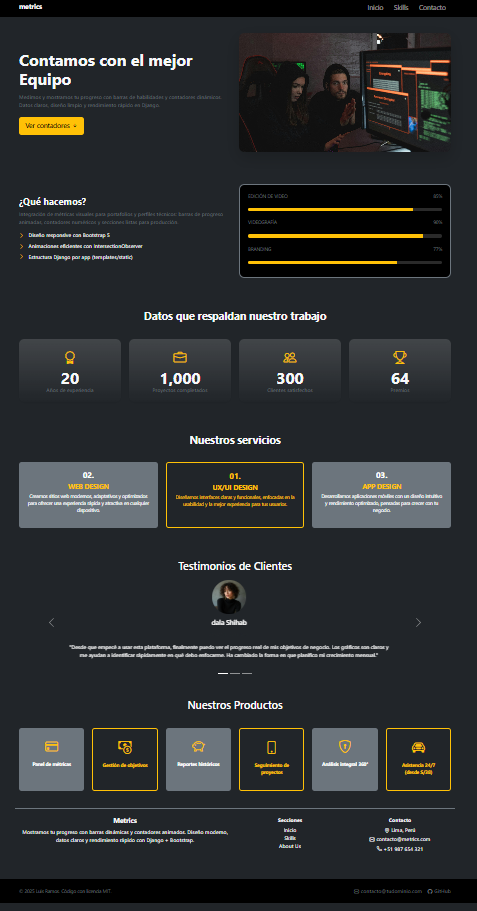 metrics
Inicio Skills Contacto
Contamos con el mejor
Equipo
Medimos y mostramos tu progreso con barras de habilidades y contadores dinámicos.
Datos claros, diseño limpio y rendimiento rápido en Django.
Ver contadores
¿Qué hacemos?
Integración de métricas visuales para portafolios y perfiles técnicos: barras de progreso
animadas, contadores numéricos y secciones listas para producción.
Diseño responsive con Bootstrap 5
Animaciones eficientes con IntersectionObserver
Estructura Django por app (templates/static)
EDICIÓN DE VIDEO 85%
VIDEOGRAFÍA 90%
BRANDING 77%
Datos que respaldan nuestro trabajo
20
Años de experiencia
1,000
Proyectos completados
300
Clientes satisfechos
64
Premios
Nuestros servicios
02.
WEB DESIGN
Creamos sitios web modernos, adaptativos y optimizados
para ofrecer una experiencia rápida y atractiva en cualquier
dispositivo.
01.
UX/UI DESIGN
Diseñamos interfaces claras y funcionales, enfocadas en la
usabilidad y la mejor experiencia para tus usuarios.
03.
APP DESIGN
Desarrollamos aplicaciones móviles con un diseño intuitivo
y rendimiento optimizado, pensadas para crecer con tu
negocio.
Testimonios de Clientes
dala Shihab
"Desde que empecé a usar esta plataforma, finalmente puedo ver el progreso real de mis objetivos de negocio. Los gráficos son claros y
me ayudan a identificar rápidamente en qué debo enfocarme. Ha cambiado la forma en que planifico mi crecimiento mensual."
Nuestros Productos
Panel de métricas
Gestión de objetivos
Reportes históricos
Seguimiento de
proyectos
Análisis integral 360°
Asistencia 24/7
(desde S/30)
Metrics
Mostramos tu progreso con barras dinámicas y contadores animados. Diseño moderno,
datos claros y rendimiento rápido con Django + Bootstrap.
Secciones
Inicio
Skills
About Us
Contacto
Lima, Perú
contacto@metrics.com
+51 987 654 321
© 2025 Luis Ramos. Código con licencia MIT.
contacto@tudominio.com GitHub